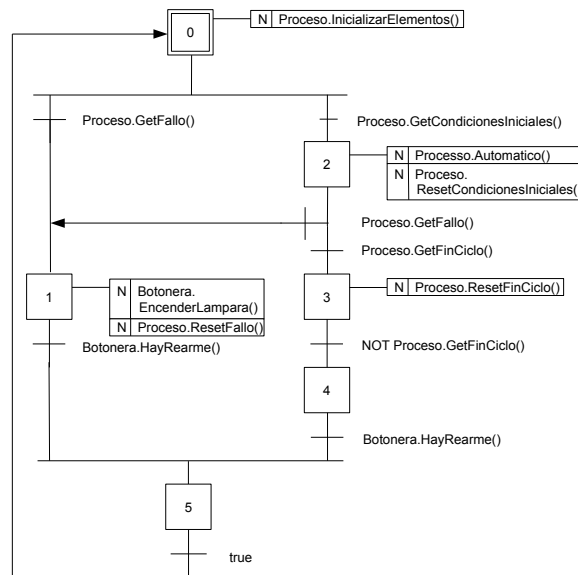 0
N Proceso.InicializarElementos()
Proceso.GetFallo()
Proceso.GetCondicionesIniciales()
2
N Processo.Automatico()
N Proceso.
ResetCondicionesIniciales()
Proceso.GetFallo()
Proceso.GetFinCiclo()
1
N Botonera.
EncenderLampara()
N Proceso.ResetFallo()
3
N Proceso.ResetFinCiclo()
Botonera.HayRearme()
NOT Proceso.GetFinCiclo()
4
Botonera.HayRearme()
5
true